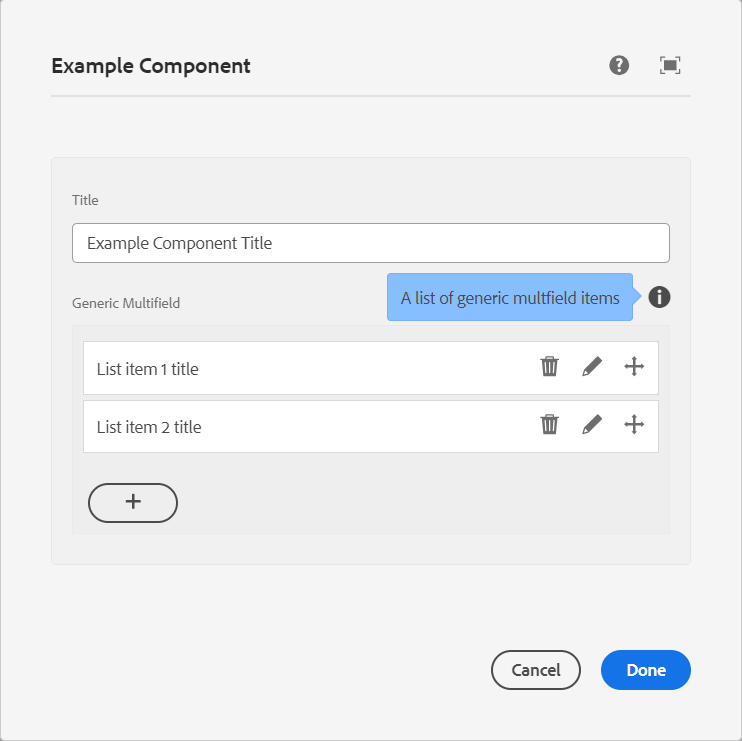 Example Component
Title
Example Component Title
Generic Multifield
A list of generic multfield items
List item 1 title
List item 2 title
Cancel
Done